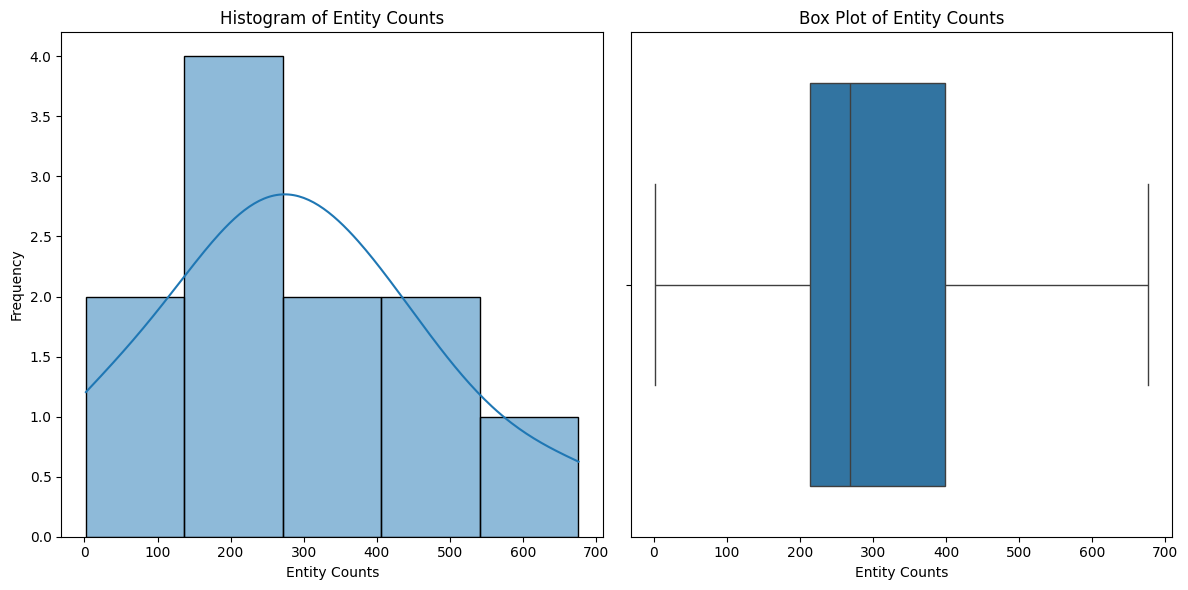 Histogram of Entity Counts
Frequency
4.0
3.5
3.0
2.5
2.0
1.5
1.0
0.5
0.0
0 100 200 300 400 500 600 700
Entity Counts
Box Plot of Entity Counts
0 100 200 300 400 500 600 700
Entity Counts